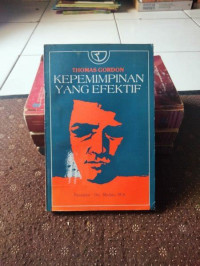 THOMAS GORDON
KEPEMIMPINAN
YANG EFEKTIF